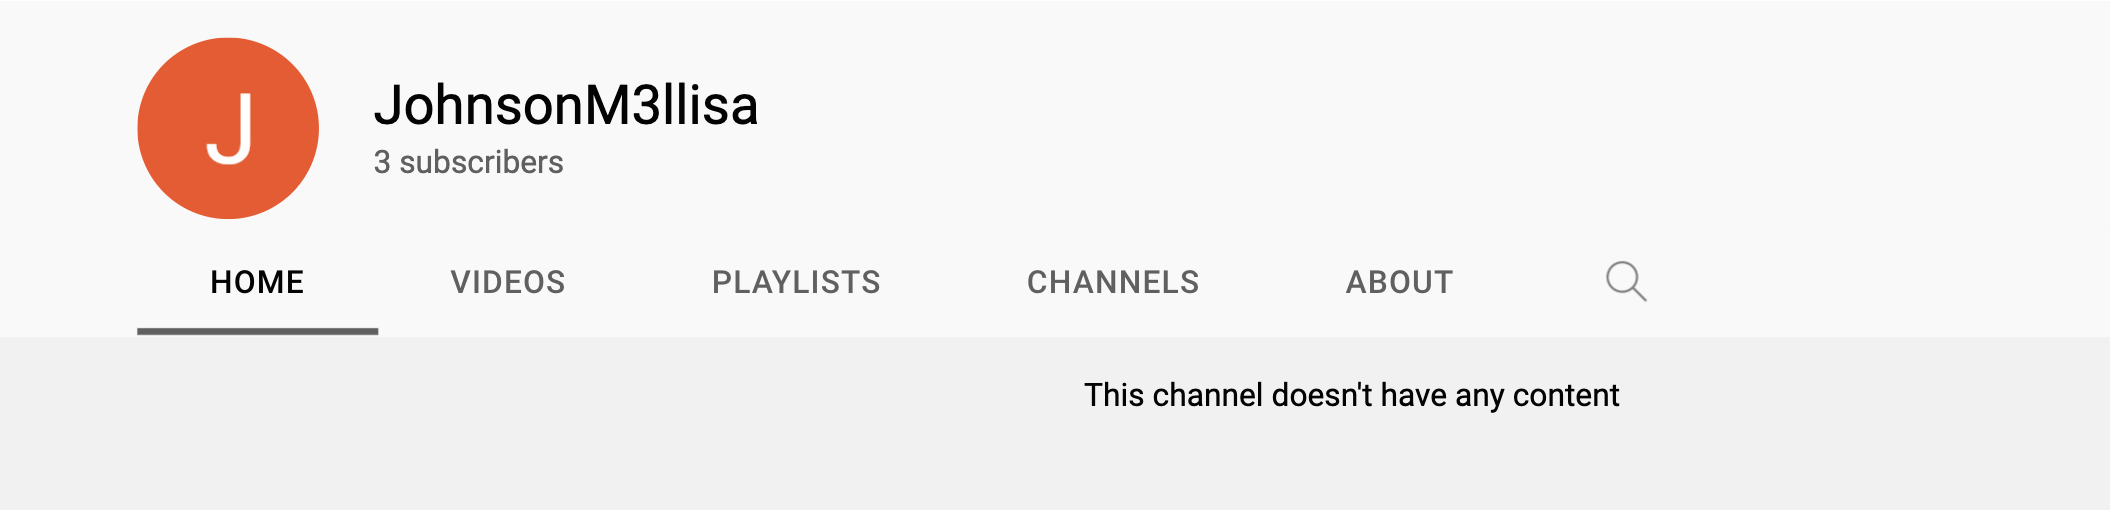 J
JohnsonM3llisa
3 subscribers
HOME VIDEOS PLAYLISTS CHANNELS ABOUT
This channel doesn't have any content